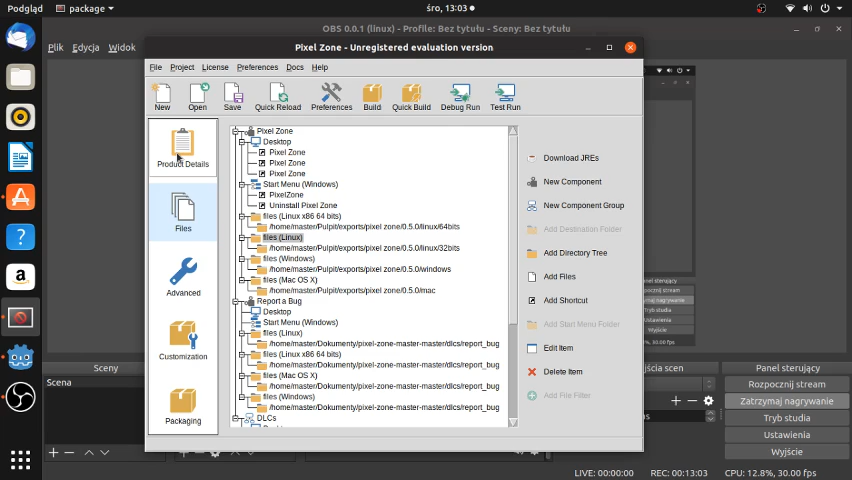 Podgląd
package
śro, 13:03
OBS 0.0.1 (linux) - Profile: Bez tytułu - Sceny: Bez tytułu
Plik Edycja Widok
Pixel Zone - Unregistered evaluation version
File Project License Preferences Docs Help
New Open Save Quick Reload Preferences Build Quick Build Debug Run Test Run
Product Details
Files
Advanced
Customization
Packaging
Pixel Zone
Desktop
Pixel Zone
Pixel Zone
Pixel Zone
Start Menu (Windows)
PixelZone
Uninstall Pixel Zone
files (Linux x86 64 bits)
/home/master/Pulpit/exports/pixel zone/0.5.0/linux/64bits
files (Linux)
/home/master/Pulpit/exports/pixel zone/0.5.0/linux/32bits
files (Windows)
/home/master/Pulpit/exports/pixel zone/0.5.0/windows
files (Mac OS X)
/home/master/Pulpit/exports/pixel zone/0.5.0/mac
Report a Bug
Desktop
Start Menu (Windows)
files (Linux)
/home/master/Dokumenty/pixel-zone-master-master/dlcs/report_bug
files (Linux x86 64 bits)
/home/master/Dokumenty/pixel-zone-master-master/dlcs/report_bug
files (Mac OS X)
/home/master/Dokumenty/pixel-zone-master-master/dlcs/report_bug
files (Windows)
/home/master/Dokumenty/pixel-zone-master-master/dlcs/report_bug
DLCs
Download JREs
New Component
New Component Group
Add Destination Folder
Add Directory Tree
Add Files
Add Shortcut
Add Start Menu Folder
Edit Item
Delete Item
Add File Filter
Sceny
Scena
ejścia scen
Panel sterujący
Rozpocznij stream
Zatrzymaj nagrywanie
Tryb studia
Ustawienia
Wyjście
LIVE: 00:00:00 REC: 00:13:03 CPU: 12.8%, 30.00 fps